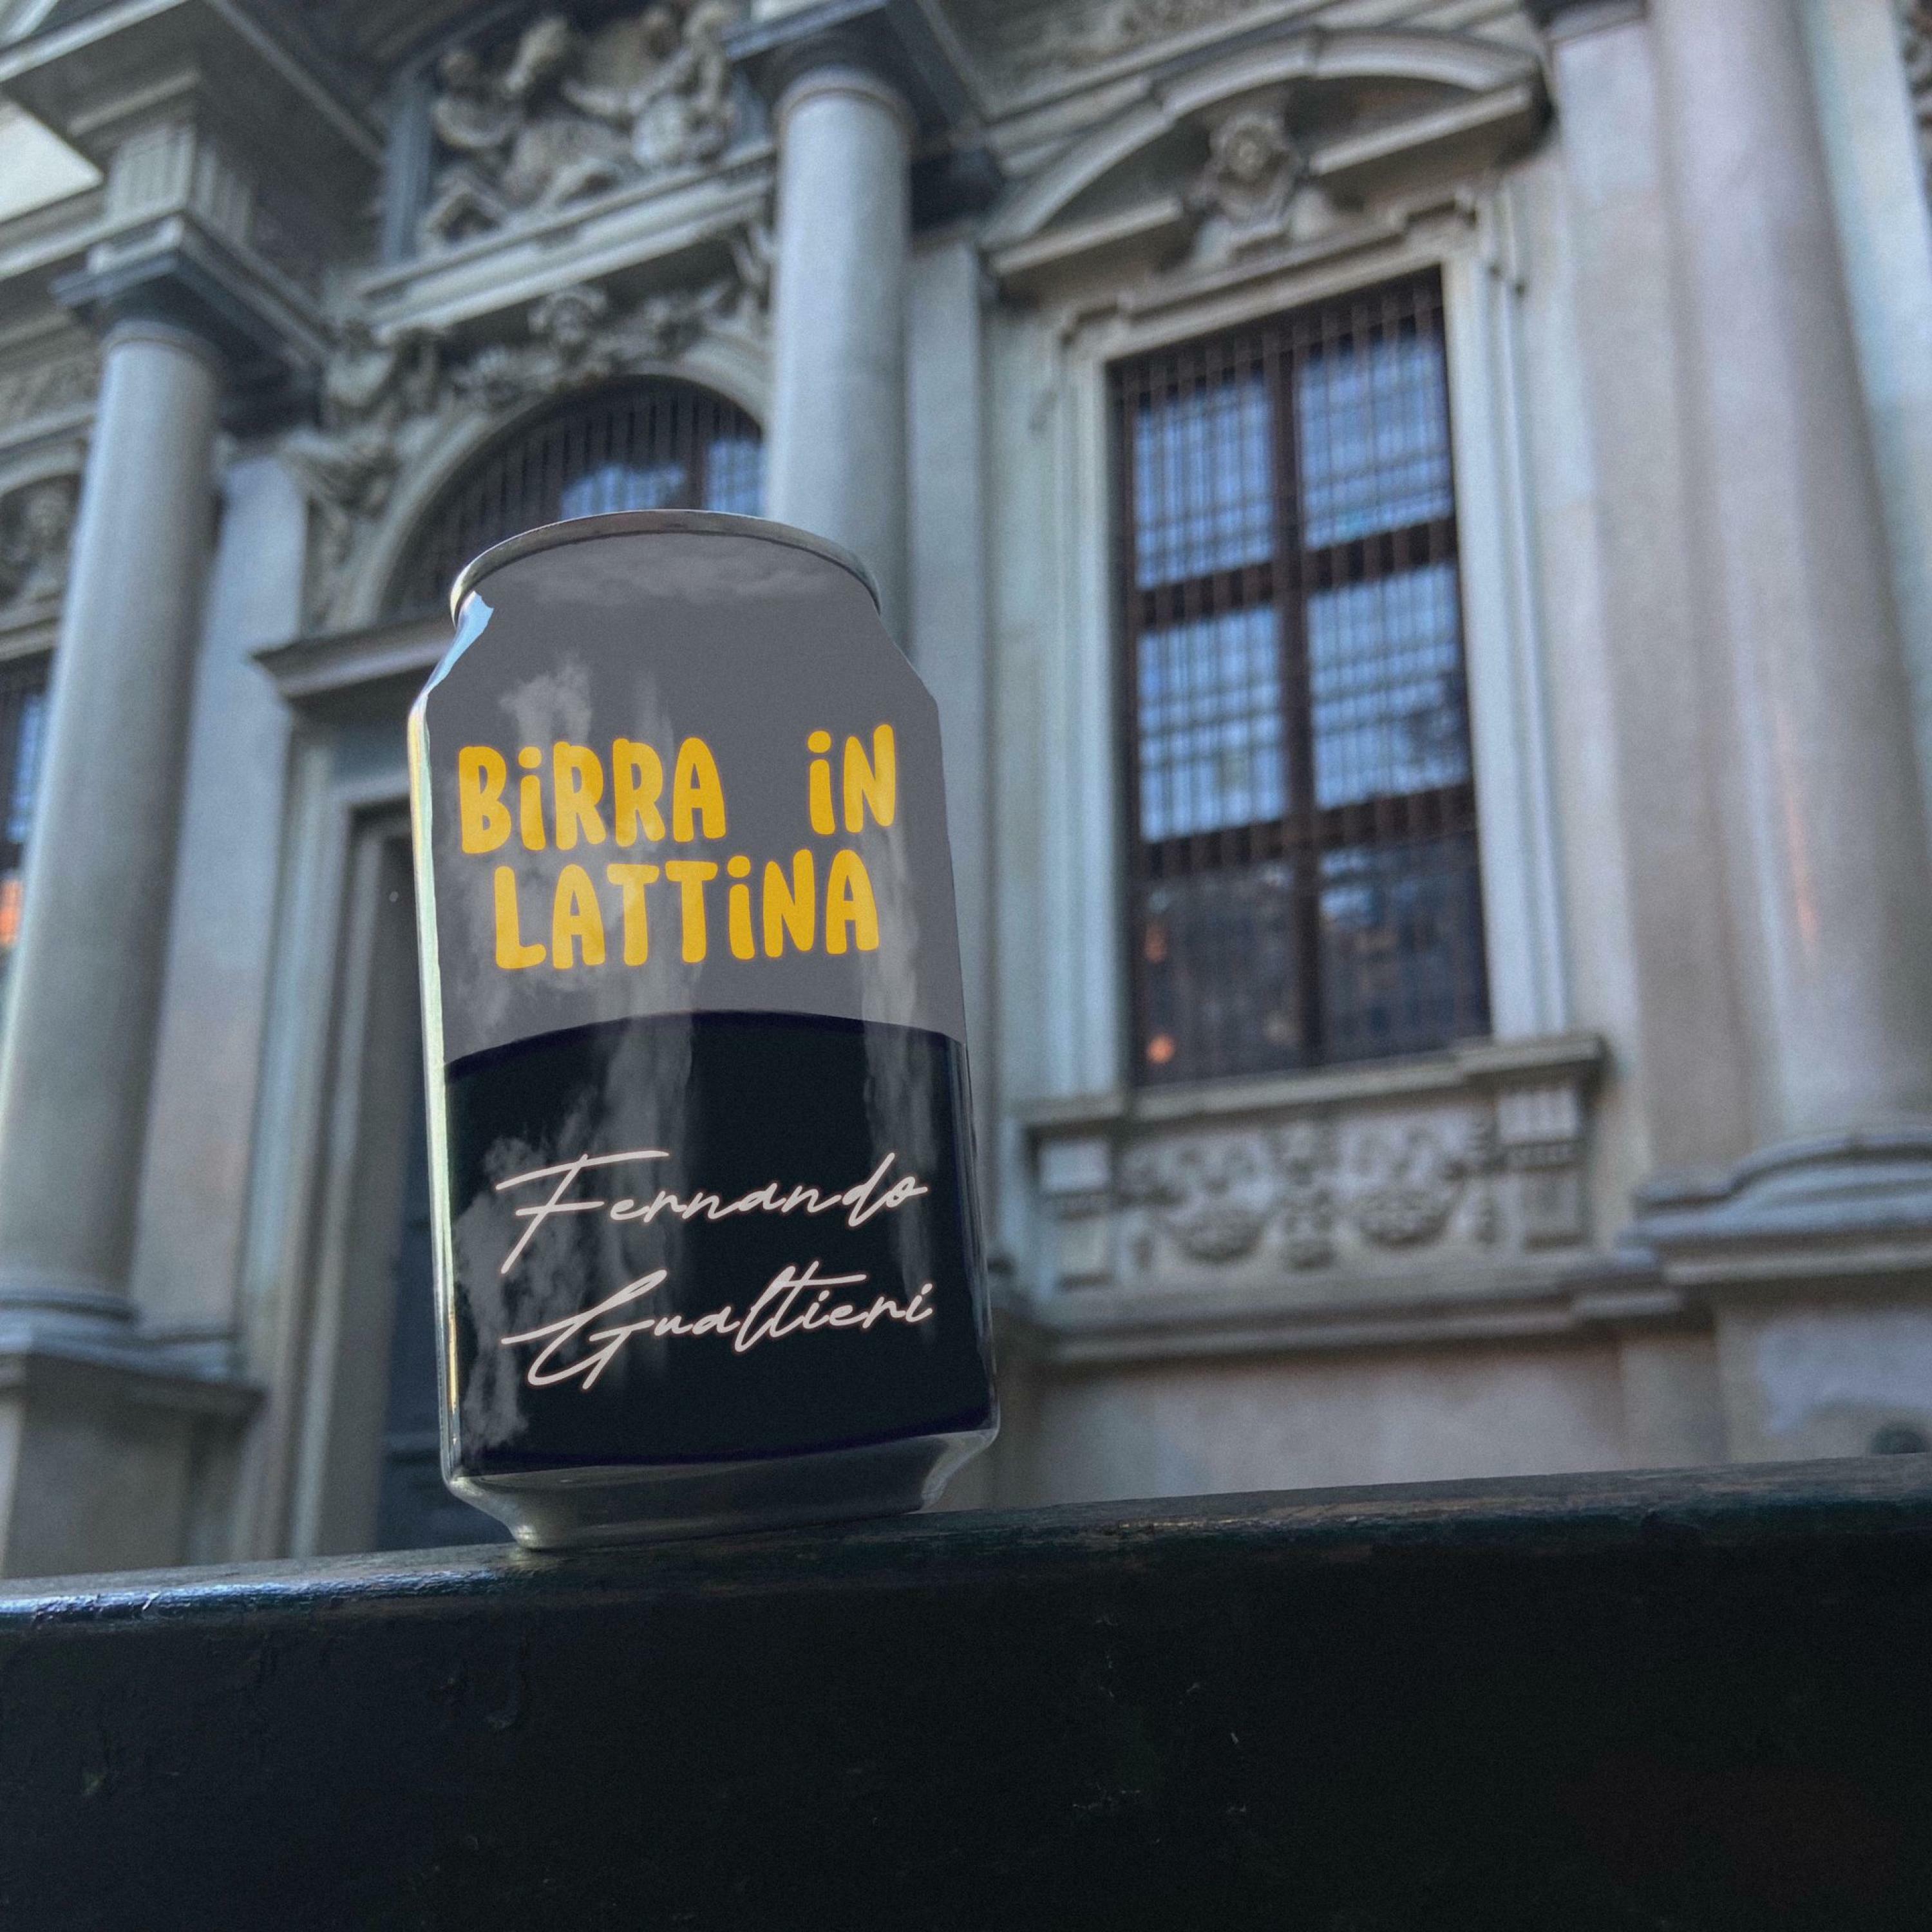 BiRRA iN
LATTiNA
Fernando
Gualtieri